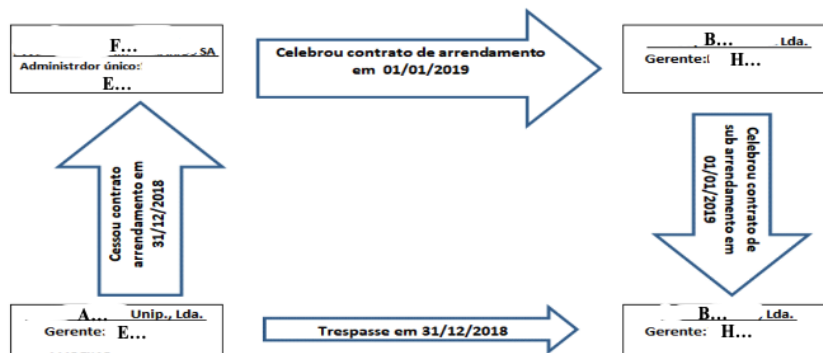 F... SA
Administrdor único:
E...
Celebrou contrato de arrendamento
em 01/01/2019
B... Lda.
Gerente: H...
Cessou contrato
arrendamento em
31/12/2018
Celebrou contrato de
sub arrendamento em
01/01/2019
A... Unip., Lda.
Gerente: E...
Trespasse em 31/12/2018
B... , Lda.
Gerente: H...